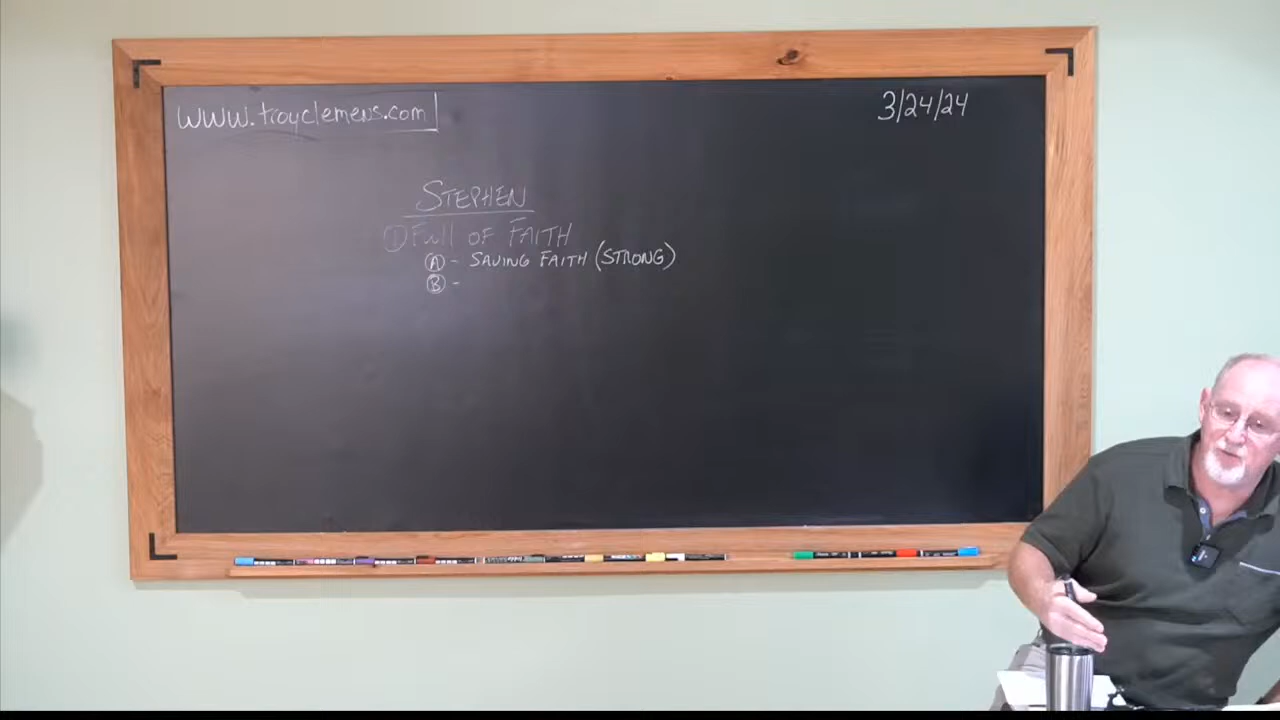 www.troyclemens.com
3/24/24
STEPHEN
① Full OF FAITH
Ⓐ - SAVING FAITH (STRONG)
Ⓑ -